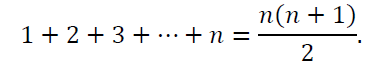 1 + 2 + 3 + ⋯ + n = n(n + 1)/2.